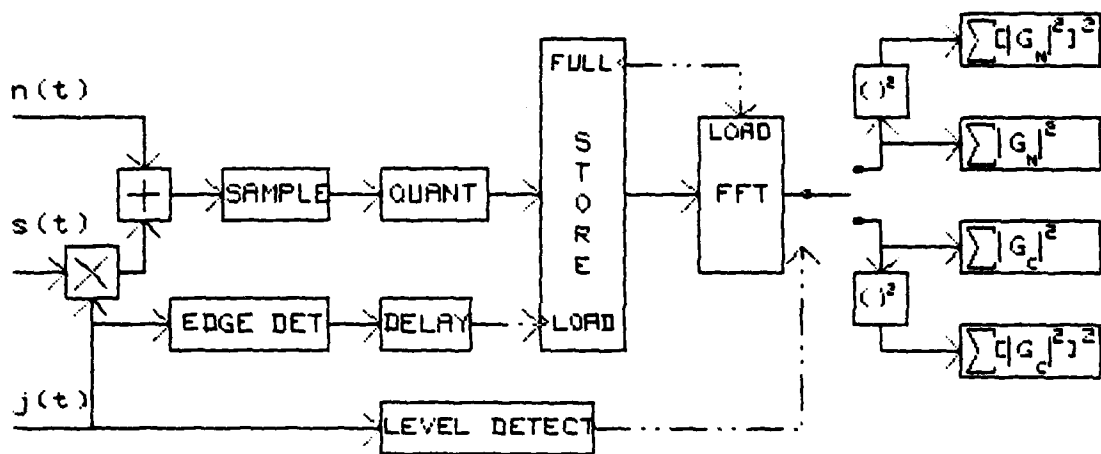 n(t)
s(t)
j(t)
+
×
SAMPLE
QUANT
EDGE DET
DELAY
LEVEL DETECT
FULL
STORE
LOAD
LOAD
FFT
( )²
( )²
∑[|G_N|²]²
∑|G_N|²
∑|G_C|²
∑[|G_C|²]²